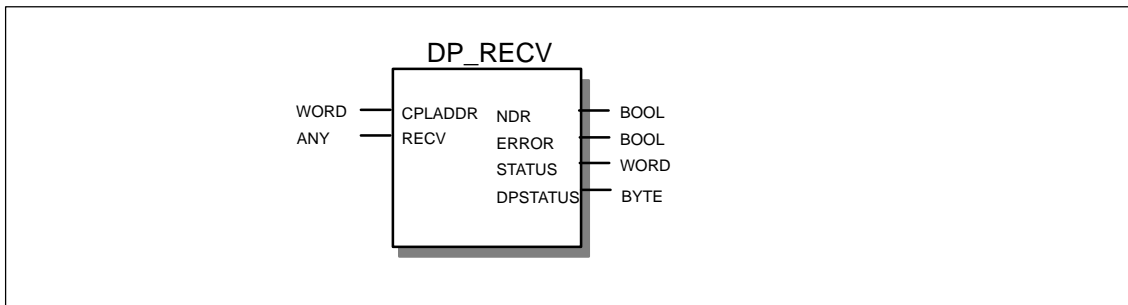 DP_RECV
WORD CPLADDR NDR BOOL
ANY RECV ERROR BOOL
STATUS WORD
DPSTATUS BYTE